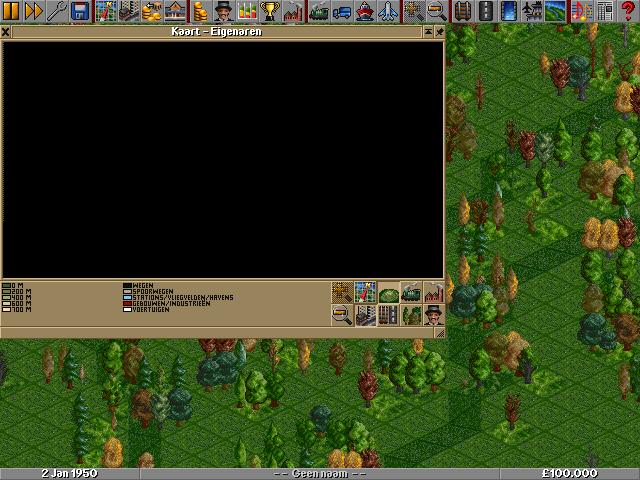 Kaart - Eigenaren
0 M
200 M
400 M
600 M
800 M
WEGEN
SPOORWEGEN
STATIONS/VLIEGVELDEN/HAVENS
GEBOUWEN/INDUSTRIEËN
VOERTUIGEN
2 Jan 1950
- - Geen naam - -
£100.000